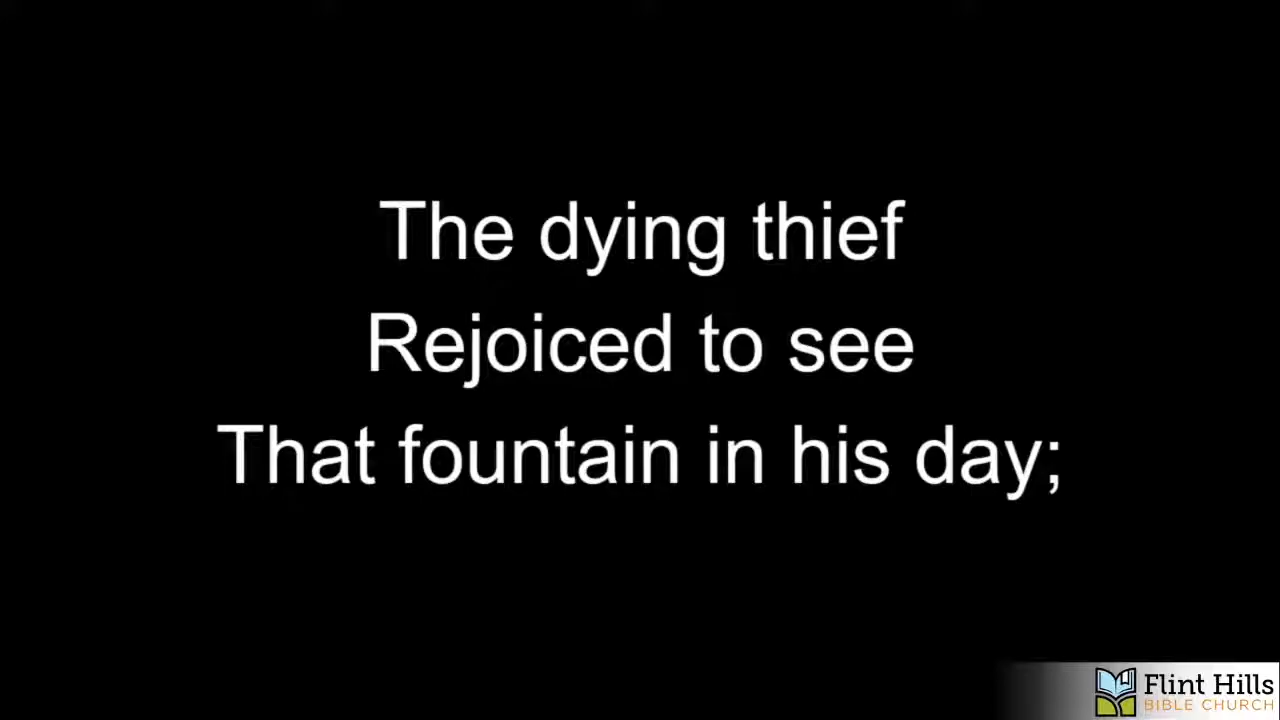 The dying thief
Rejoiced to see
That fountain in his day;
Flint Hills
BIBLE CHURCH